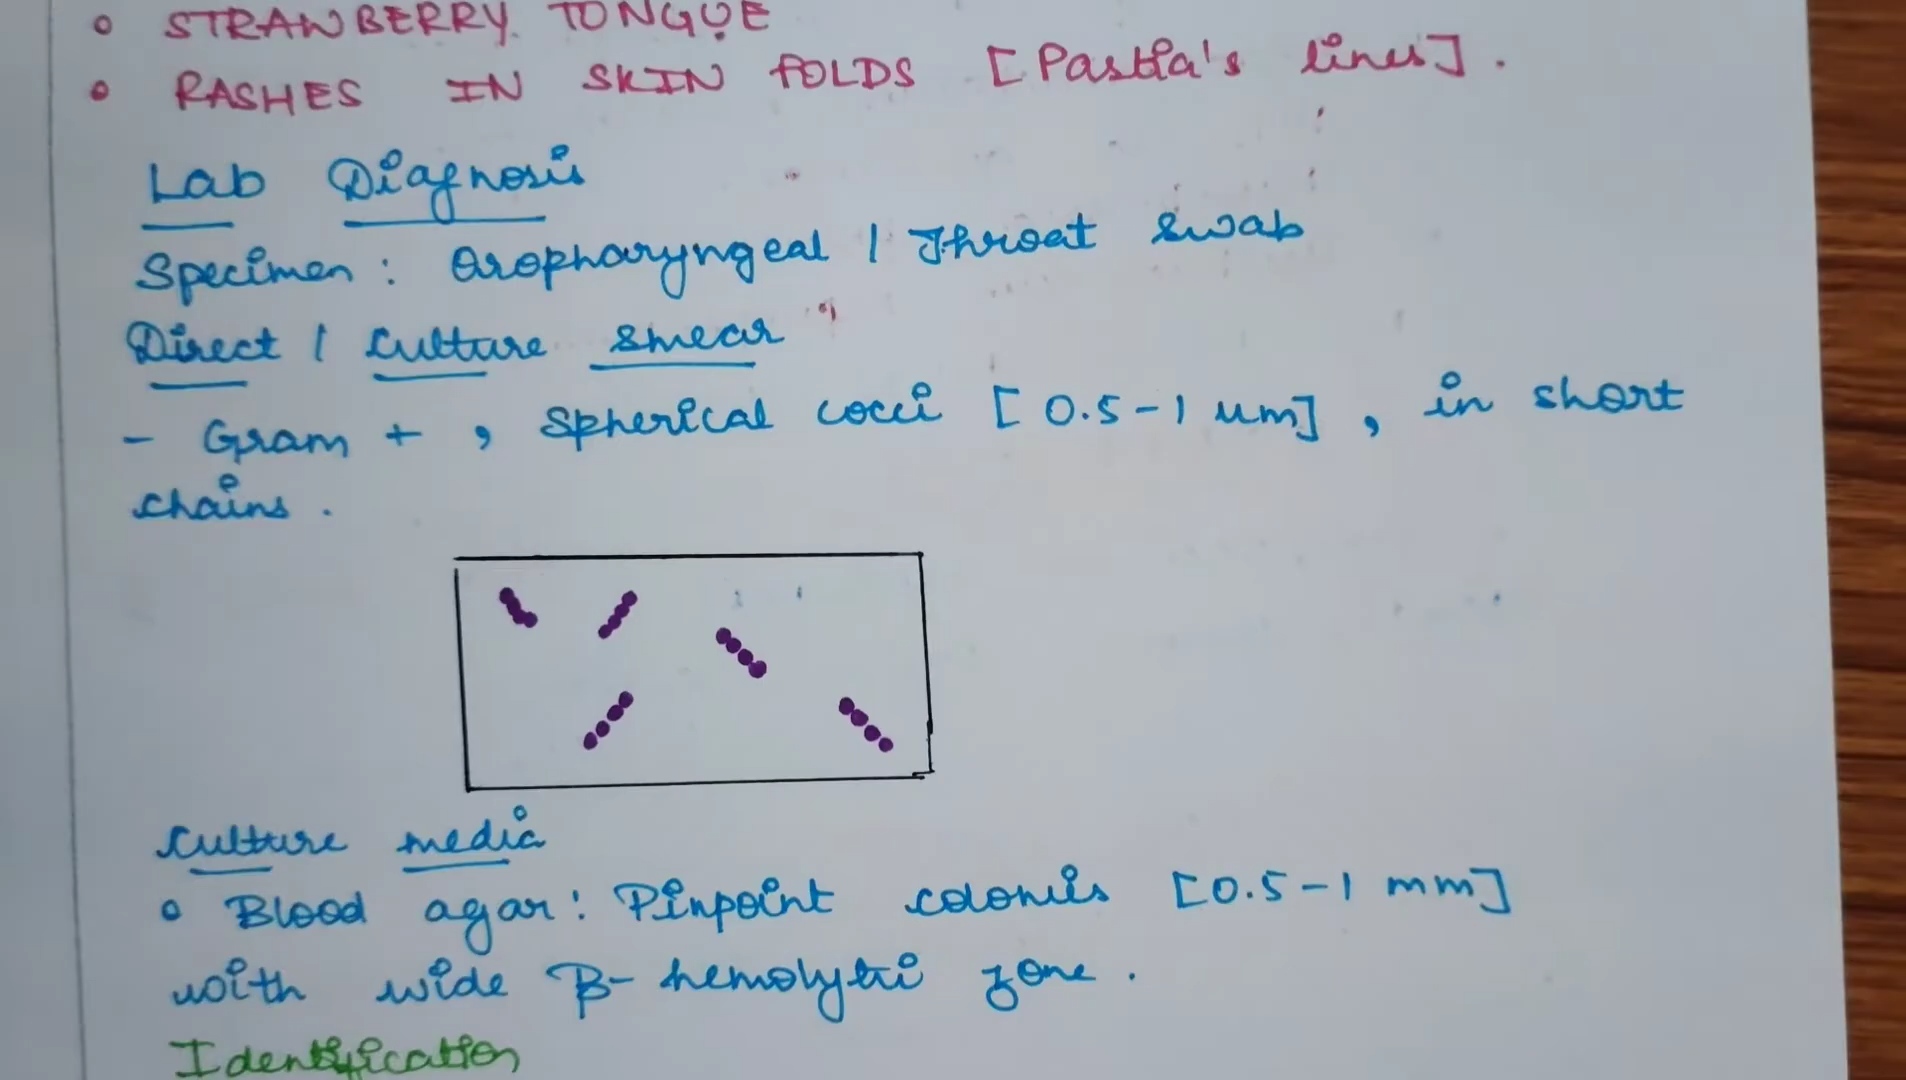 • STRAWBERRY TONGUE
• RASHES IN SKIN FOLDS [Pastia's lines].
Lab Diagnosis
Specimen: Oropharyngeal / Throat swab
Direct / Culture smear
- Gram + , Spherical cocci [0.5-1 um], in short
chains.
Culture media
• Blood agar: Pinpoint colonies [0.5-1 mm]
with wide β- hemolytic zone.
Identification